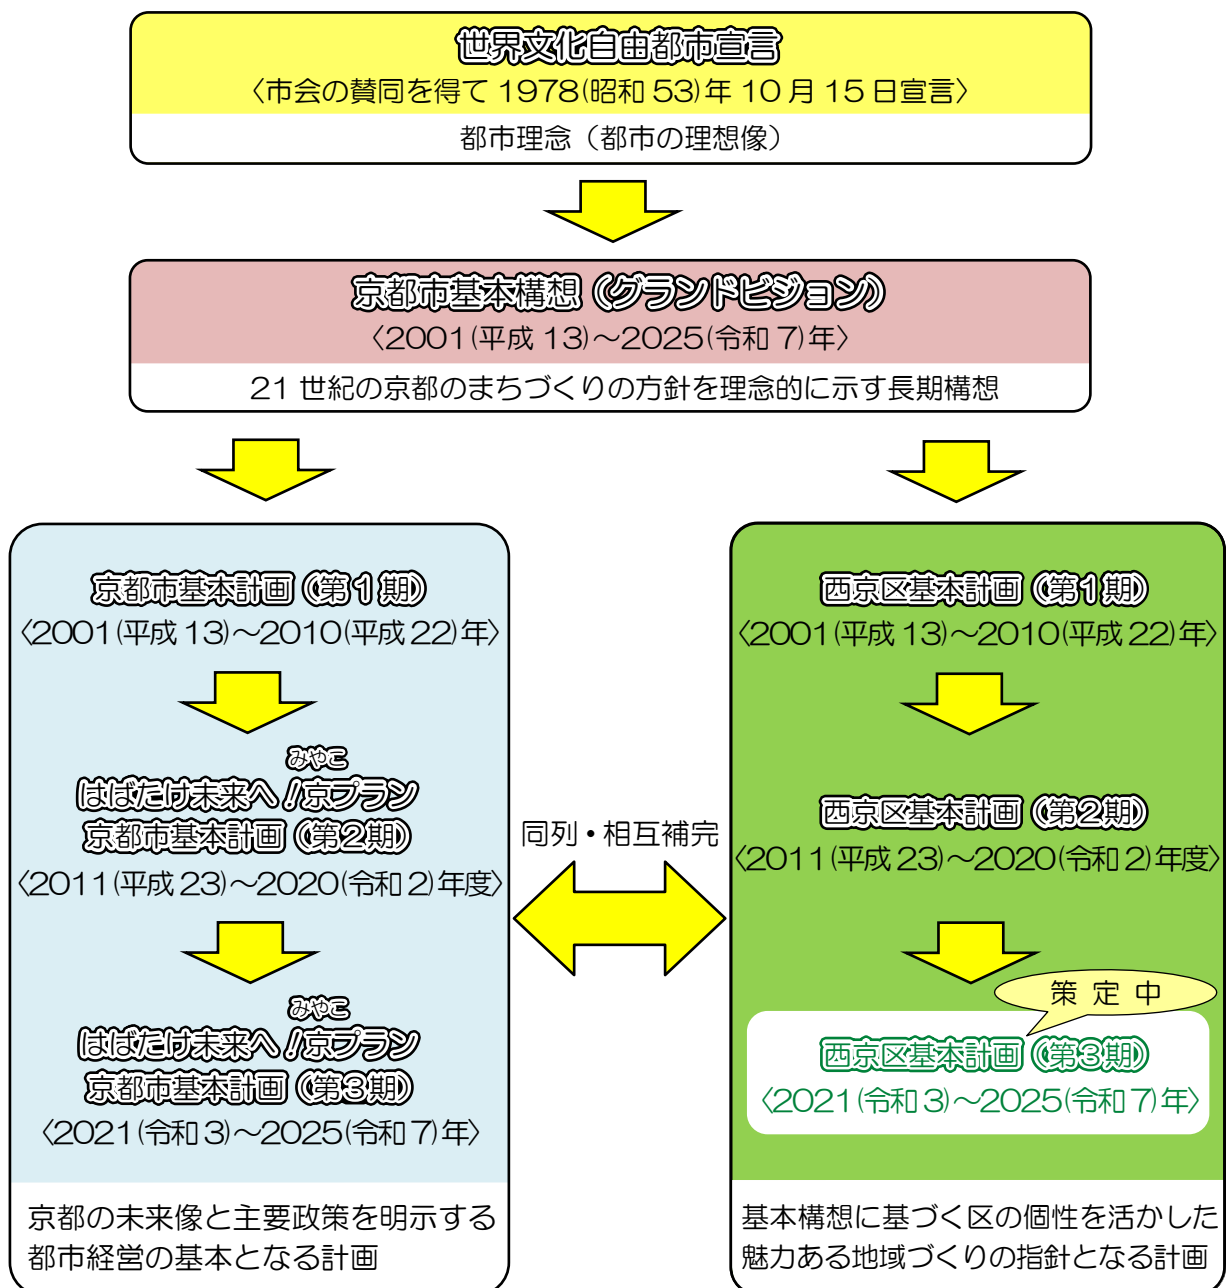 世界文化自由都市宣言
〈市会の賛同を得て 1978(昭和 53)年 10 月 15 日宣言〉
都市理念（都市の理想像）
京都市基本構想（グランドビジョン）
〈2001(平成 13)～2025(令和 7)年〉
21 世紀の京都のまちづくりの方針を理念的に示す長期構想
京都市基本計画（第１期）
〈2001(平成 13)～2010(平成 22)年〉
みやこ
はばたけ未来へ！京プラン
京都市基本計画（第２期）
〈2011(平成 23)～2020(令和 2)年度〉
みやこ
はばたけ未来へ！京プラン
京都市基本計画（第３期）
〈2021(令和 3)～2025(令和 7)年〉
京都の未来像と主要政策を明示する
都市経営の基本となる計画
同列・相互補完
西京区基本計画（第１期）
〈2001(平成 13)～2010(平成 22)年〉
西京区基本計画（第２期）
〈2011(平成 23)～2020(令和 2)年度〉
策 定 中
西京区基本計画（第３期）
〈2021(令和 3)～2025(令和 7)年〉
基本構想に基づく区の個性を活かした
魅力ある地域づくりの指針となる計画